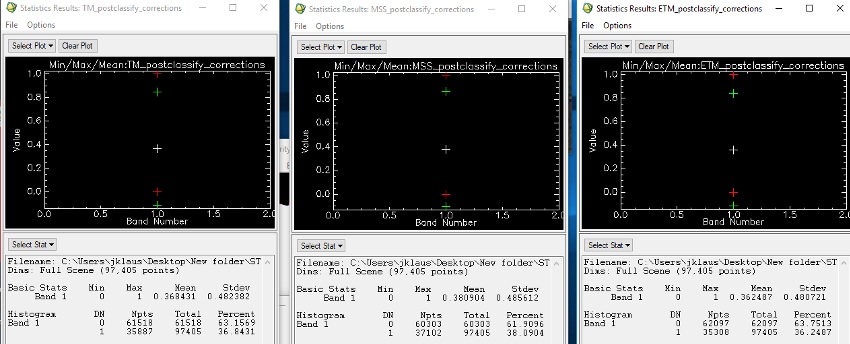 Statistics Results: TM_postclassify_corrections
File Options
Select Plot Clear Plot
Min/Max/Mean:TM_postclassify_corrections
1.0
0.8
0.6
0.4
0.2
0.0
Value
0.0 0.5 1.0 1.5 2.0
Band Number
Select Stat
Filename: C:\Users\jklaus\Desktop\New folder\ST
Dims: Full Scene (97,405 points)
Basic Stats Min Max Mean Stdev
Band 1 0 1 0.368431 0.482382
Histogram DN Npts Total Percent
Band 1 0 61518 61518 63.1569
1 35887 97405 36.8431
Statistics Results: MSS_postclassify_corrections
File Options
Select Plot Clear Plot
Min/Max/Mean:MSS_postclassify_corrections
1.0
0.8
0.6
0.4
0.2
0.0
Value
0.0 0.5 1.0 1.5 2.0
Band Number
Select Stat
Filename: C:\Users\jklaus\Desktop\New folder\ST
Dims: Full Scene (97,405 points)
Basic Stats Min Max Mean Stdev
Band 1 0 1 0.380904 0.485612
Histogram DN Npts Total Percent
Band 1 0 60303 60303 61.9096
1 37102 97405 38.0904
Statistics Results: ETM_postclassify_corrections
File Options
Select Plot Clear Plot
Min/Max/Mean:ETM_postclassify_corrections
1.0
0.8
0.6
0.4
0.2
0.0
Value
0.0 0.5 1.0 1.5 2.0
Band Number
Select Stat
Filename: C:\Users\jklaus\Desktop\New folder\ST
Dims: Full Scene (97,405 points)
Basic Stats Min Max Mean Stdev
Band 1 0 1 0.362487 0.480721
Histogram DN Npts Total Percent
Band 1 0 62097 62097 63.7513
1 35308 97405 36.2487